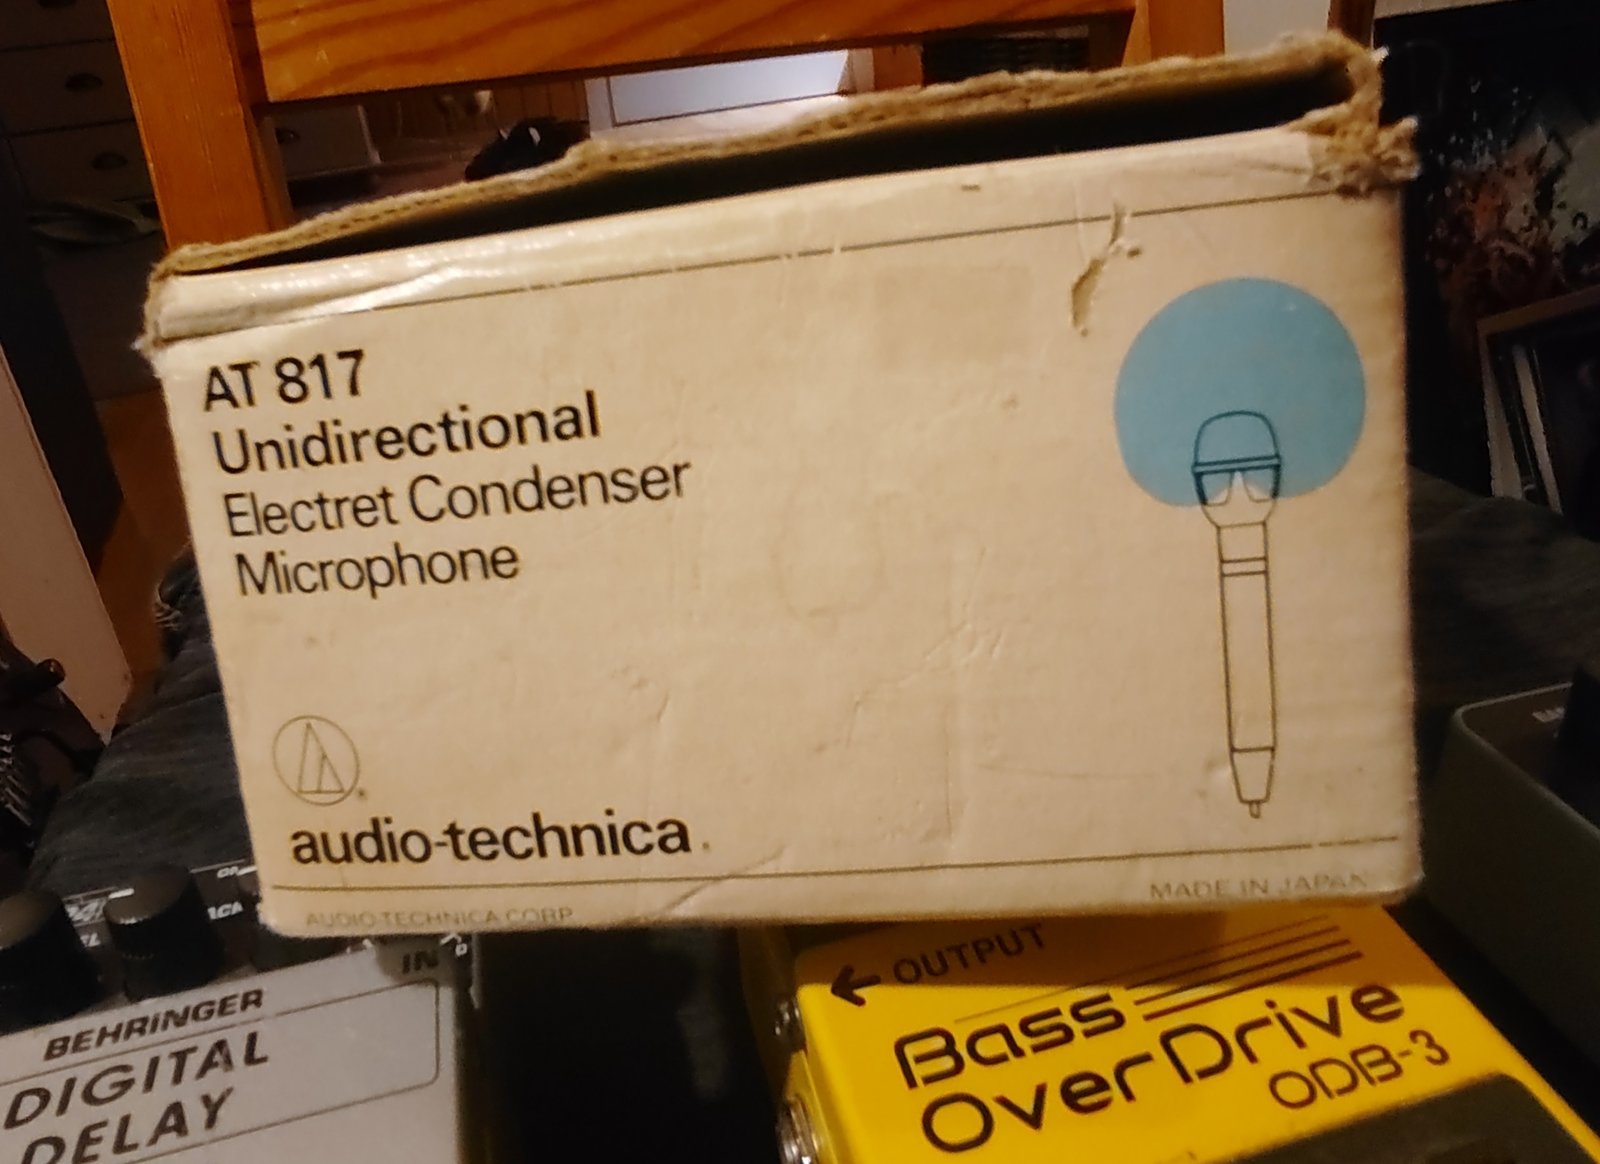 AT 817
Unidirectional
Electret Condenser
Microphone
audio-technica.
AUDIO-TECHNICA CORP
MADE IN JAPAN
IN
BEHRINGER
DIGITAL
DELAY
OUTPUT
Bass
OverDrive
ODB-3